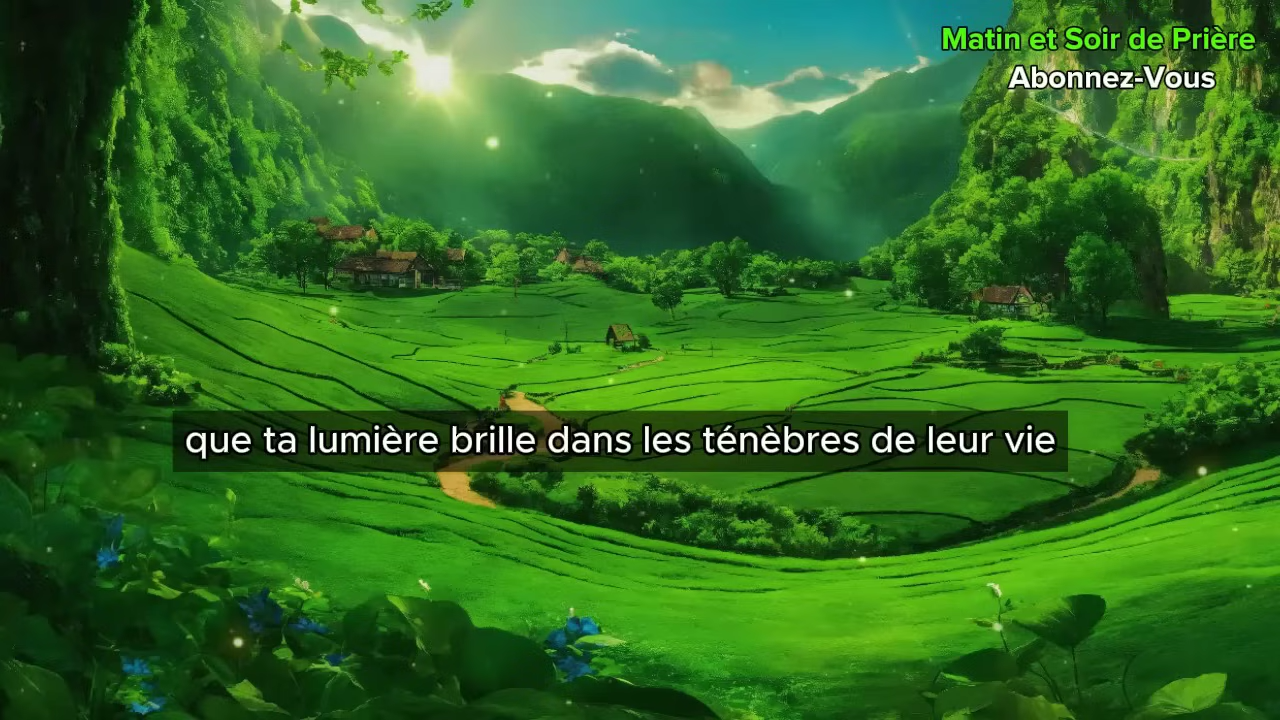 Matin et Soir de Prière
Abonnez-Vous
que ta lumière brille dans les ténèbres de leur vie